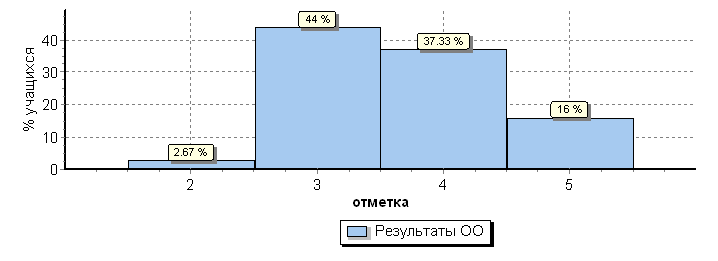 % учащихся
40
30
20
10
0
2.67 %
44 %
37.33 %
16 %
2 3 4 5
отметка
Результаты ОО